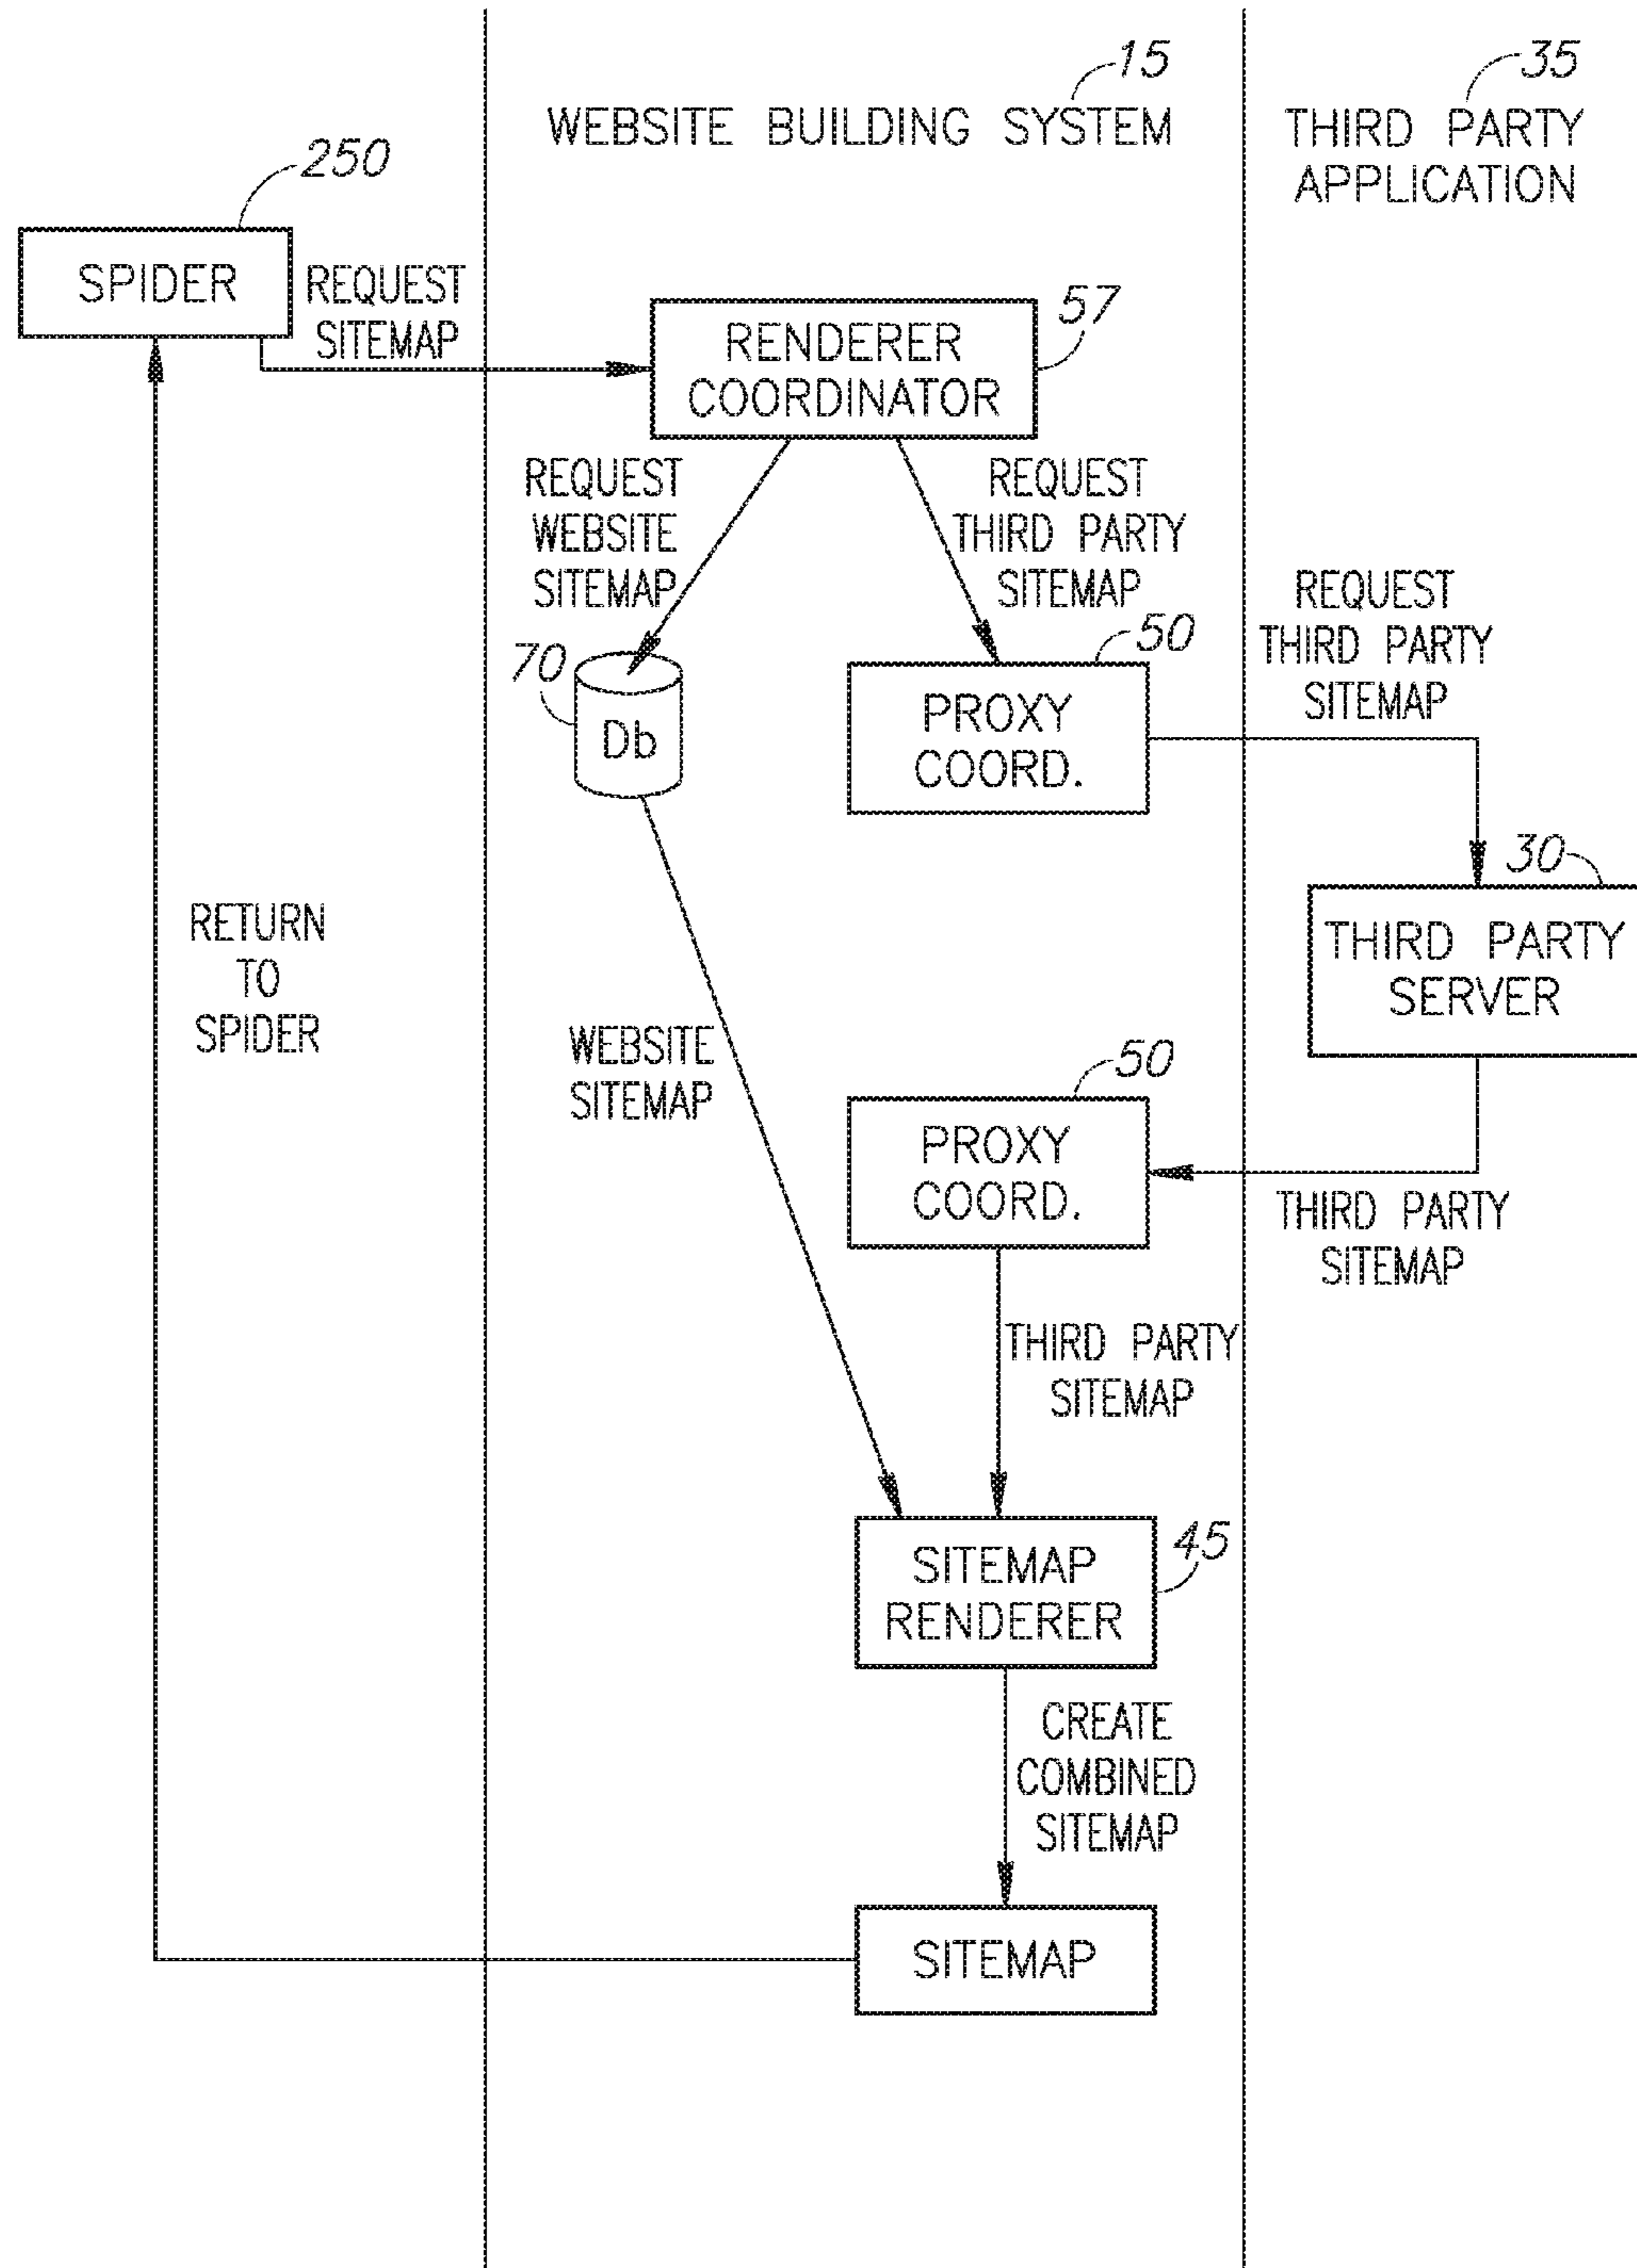 15
WEBSITE BUILDING SYSTEM
35
THIRD PARTY
APPLICATION
250
SPIDER
REQUEST
SITEMAP
57
RENDERER
COORDINATOR
REQUEST
WEBSITE
SITEMAP
REQUEST
THIRD PARTY
SITEMAP
70
Db
50
PROXY
COORD.
REQUEST
THIRD PARTY
SITEMAP
30
THIRD PARTY
SERVER
RETURN
TO
SPIDER
WEBSITE
SITEMAP
50
PROXY
COORD.
THIRD PARTY
SITEMAP
THIRD PARTY
SITEMAP
45
SITEMAP
RENDERER
CREATE
COMBINED
SITEMAP
SITEMAP